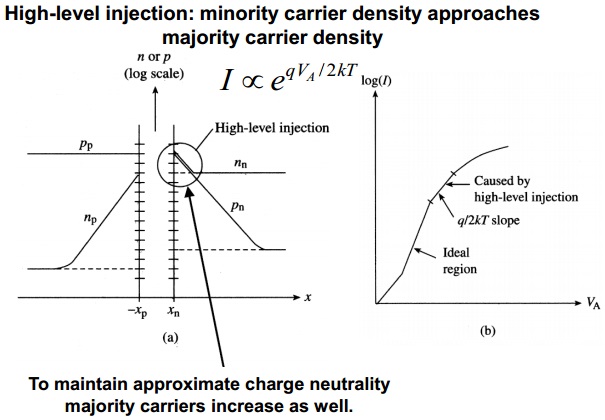 High-level injection: minority carrier density approaches
majority carrier density
n or p
(log scale)
I ∝ e^{qV_A/2kT}
log(I)
High-level injection
p_p
n_n
n_p
p_n
x
−x_p
x_n
(a)
Caused by
high-level injection
q/2kT slope
Ideal
region
V_A
(b)
To maintain approximate charge neutrality
majority carriers increase as well.